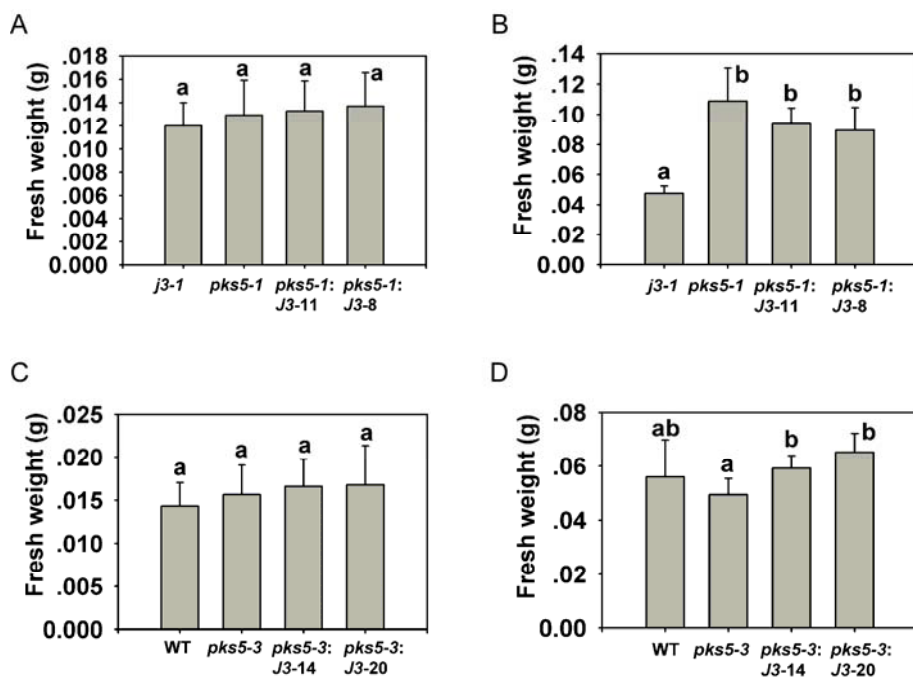 A
Fresh weight (g)
.018
.016
.014
.012
.010
.008
.006
.004
.002
0.000
a a a a
j3-1 pks5-1 pks5-1: pks5-1:
J3-11 J3-8
B
Fresh weight (g)
.14
.12
.10
.08
.06
.04
.02
0.00
a b b b
j3-1 pks5-1 pks5-1: pks5-1:
J3-11 J3-8
C
Fresh weight (g)
.025
.020
.015
.010
.005
0.000
a a a a
WT pks5-3 pks5-3: pks5-3:
J3-14 J3-20
D
Fresh weight (g)
.08
.06
.04
.02
0.00
ab a b b
WT pks5-3 pks5-3: pks5-3:
J3-14 J3-20